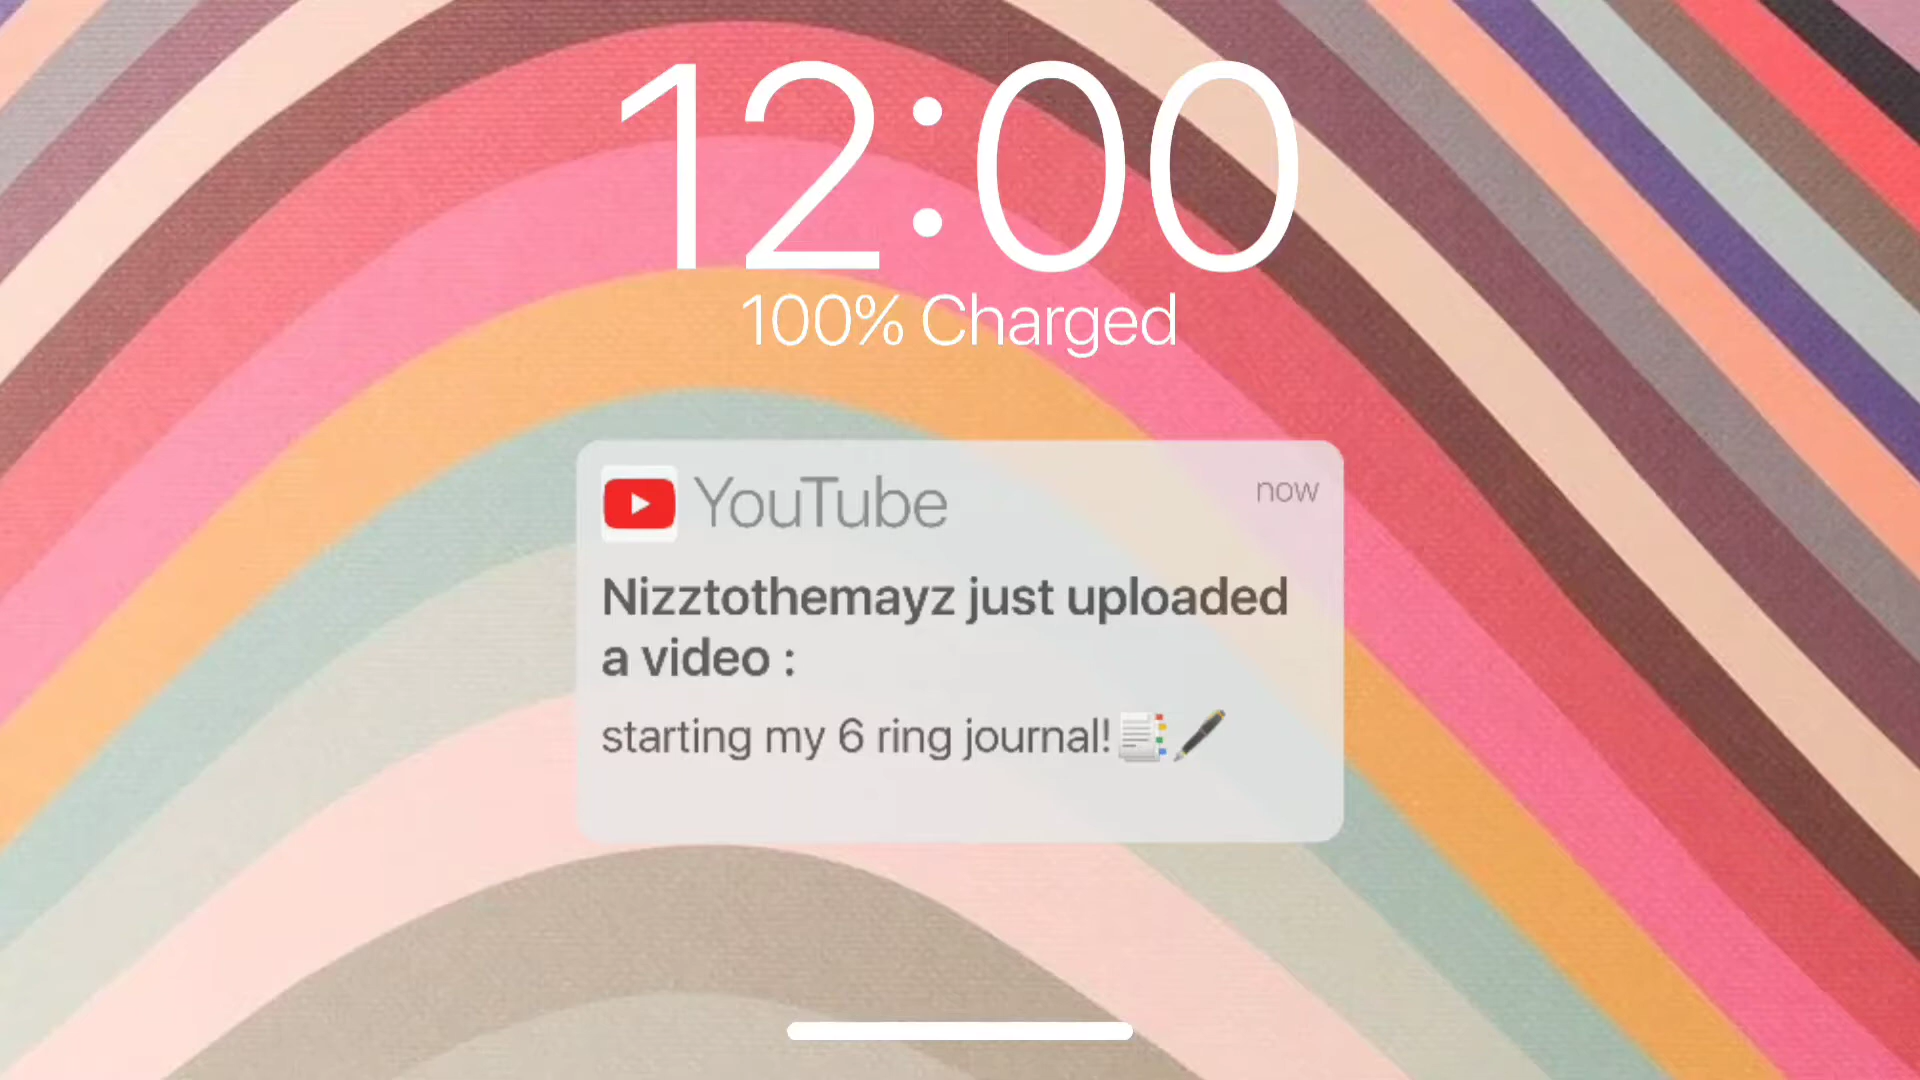 12:00
100% Charged
YouTube now
Nizztothemayz just uploaded
a video :
starting my 6 ring journal!📑🖋️